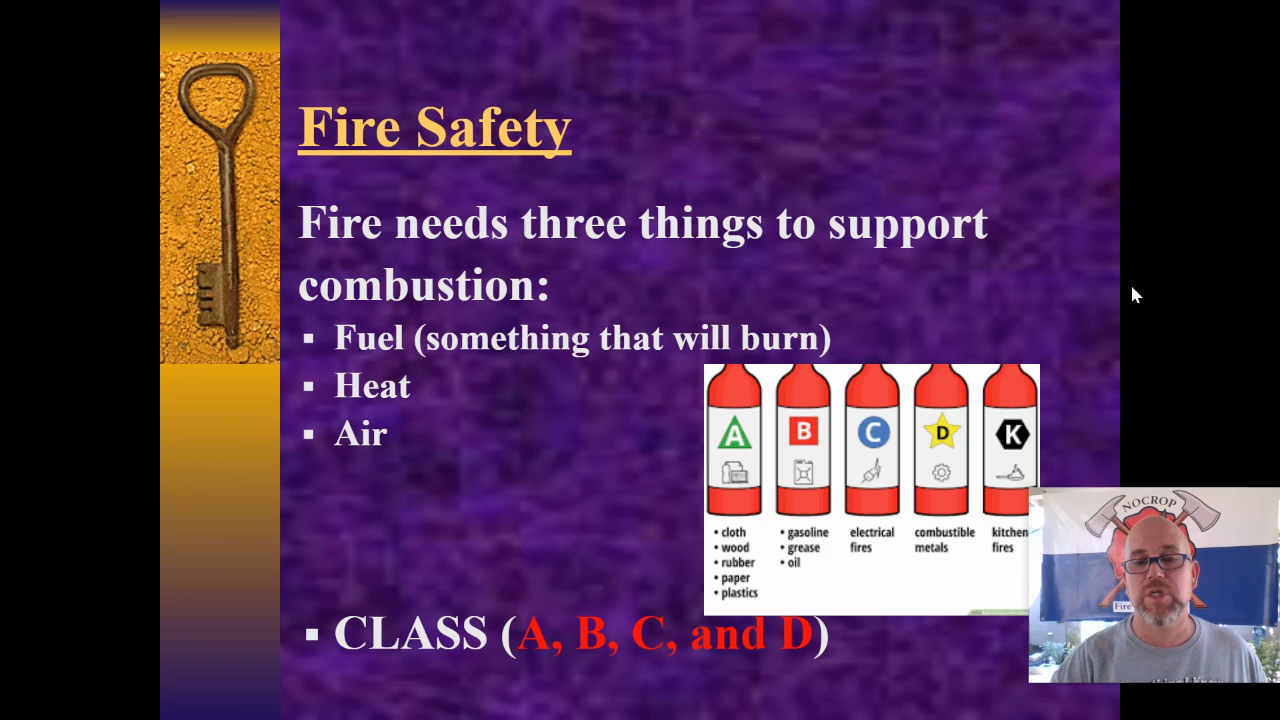 Fire Safety
Fire needs three things to support
combustion:
▪ Fuel (something that will burn)
▪ Heat
▪ Air
A B C D K
• cloth
• wood
• rubber
• paper
• plastics
• gasoline
• grease
• oil
electrical
fires
combustible
metals
kitchen
fires
▪ CLASS (A, B, C, and D)
NOCROP
Fire